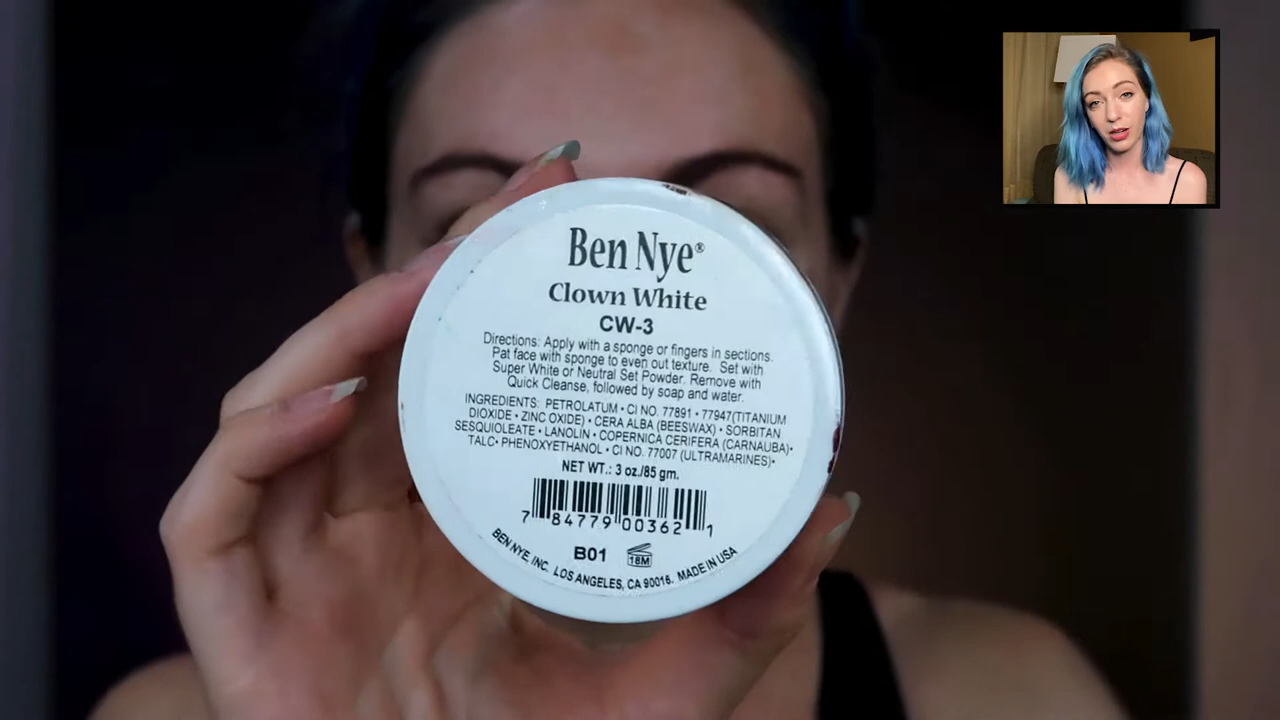 Ben Nye®
Clown White
CW-3
Directions: Apply with a sponge or fingers in sections.
Pat face with sponge to even out texture. Set with
Super White or Neutral Set Powder. Remove with
Quick Cleanse, followed by soap and water.
INGREDIENTS: PETROLATUM • CI NO. 77891 • 77947(TITANIUM
DIOXIDE • ZINC OXIDE) • CERA ALBA (BEESWAX) • SORBITAN
SESQUIOLEATE • LANOLIN • COPERNICA CERIFERA (CARNAUBA)•
TALC• PHENOXYETHANOL • CI NO. 77007 (ULTRAMARINES)•
NET WT.: 3 oz./85 gm.
7 84779 00362 1
B01 18M
BEN NYE, INC. LOS ANGELES, CA 90016. MADE IN USA